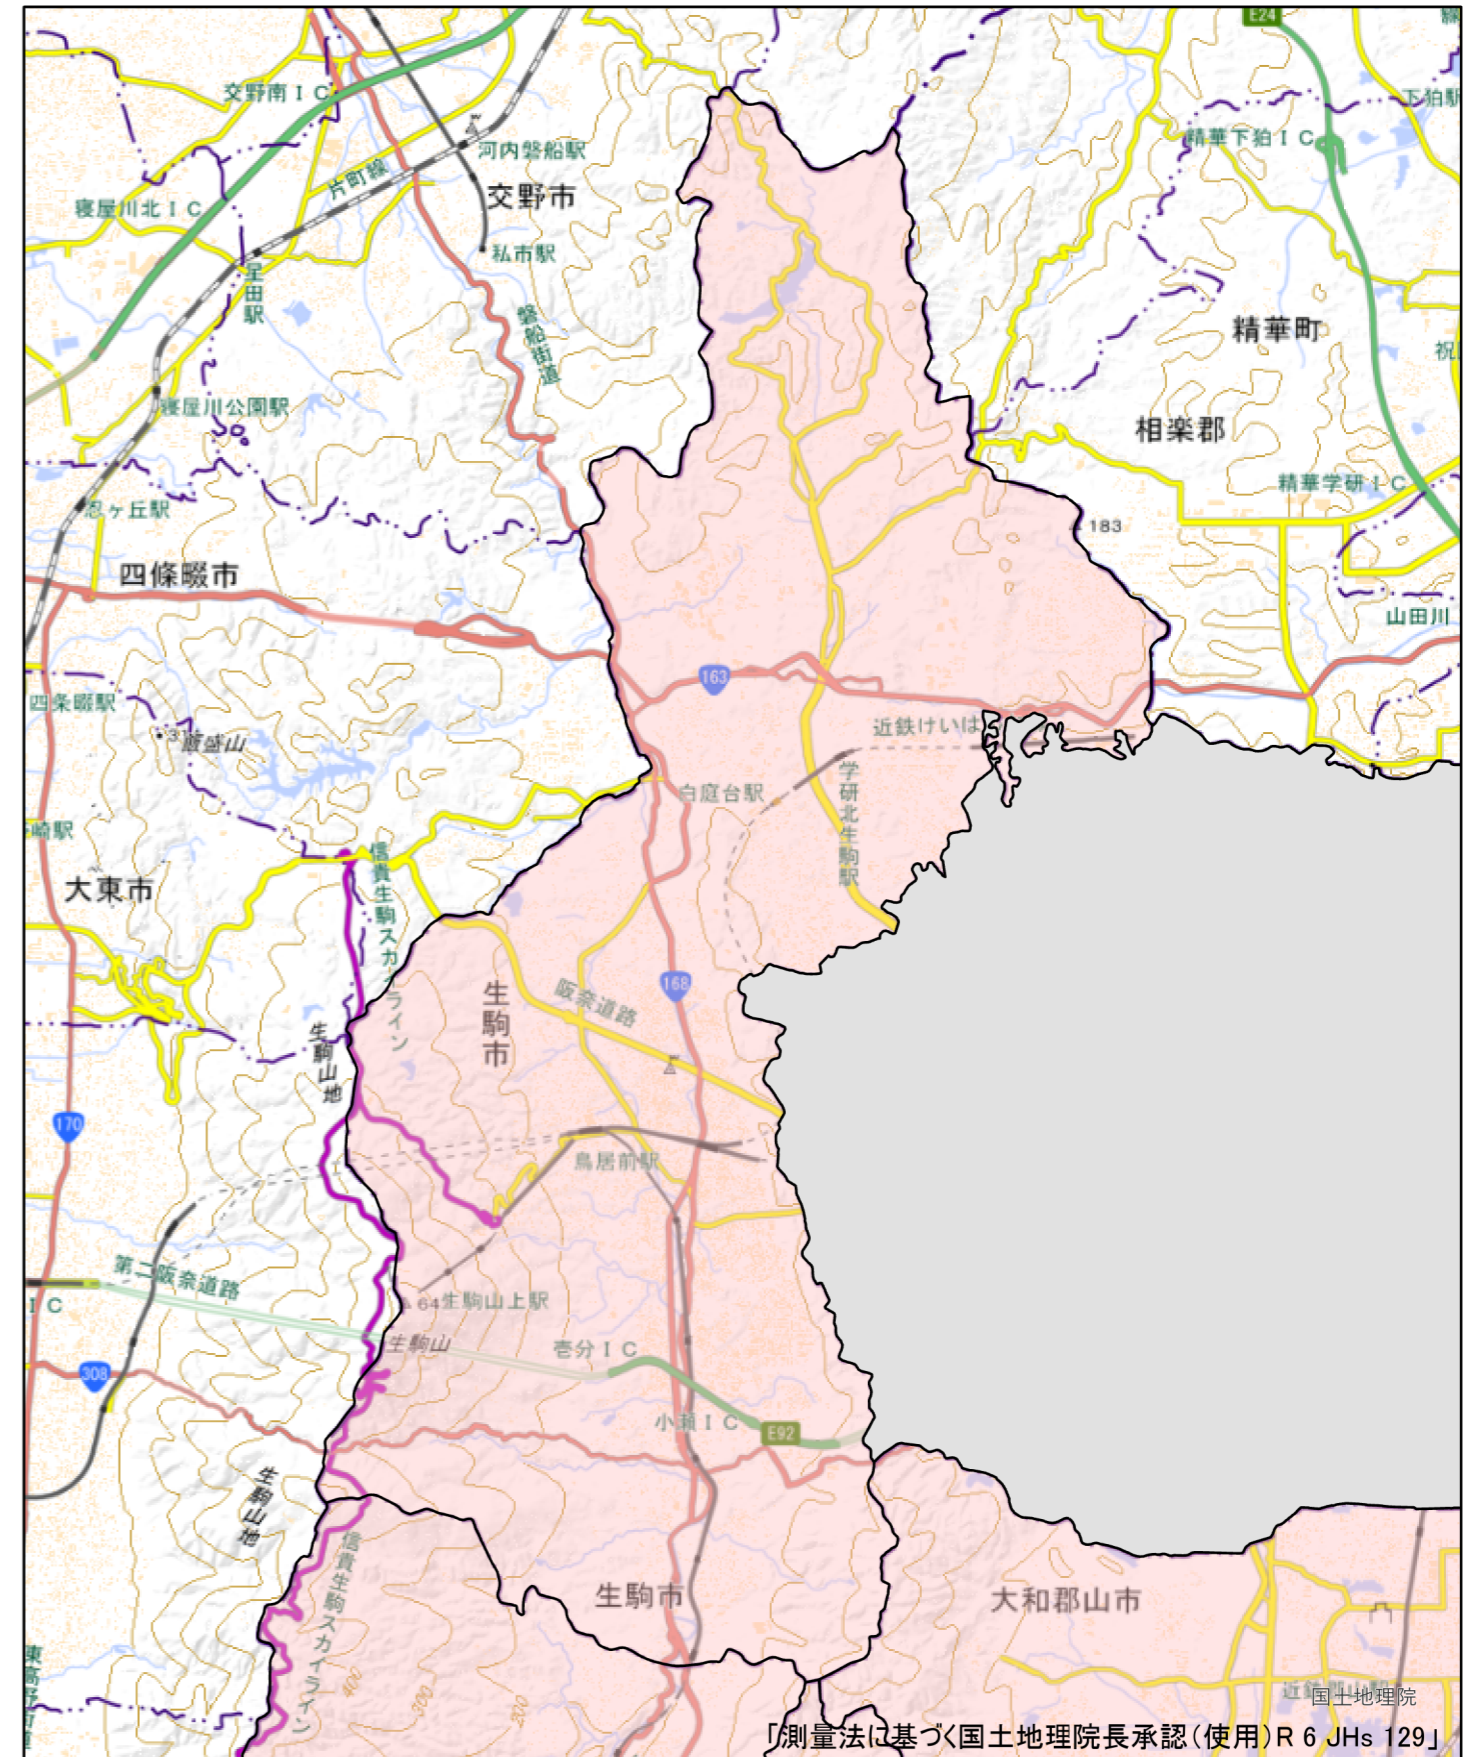 E24
交野南ＩＣ
下狛駅
精華下狛ＩＣ
河内磐船駅
片町線
交野市
寝屋川北ＩＣ
私市駅
星田駅
磐船街道
精華町
寝屋川公園駅
相楽郡
精華学研ＩＣ
忍ヶ丘駅
183
四條畷市
山田川
163
四条畷駅
飯盛山
近鉄けいは
白庭台駅
学研北生駒駅
崎駅
信貴生駒スカイライン
大東市
168
生駒市
阪奈道路
生駒山地
170
鳥居前駅
第二阪奈道路
ＩＣ
64
生駒山上駅
生駒山
壱分ＩＣ
308
小瀬ＩＣ
E92
生駒山地
信貴生駒スカイライン
生駒市
大和郡山市
400
300
200
国土地理院
「測量法に基づく国土地理院長承認（使用）R 6 JHs 129」